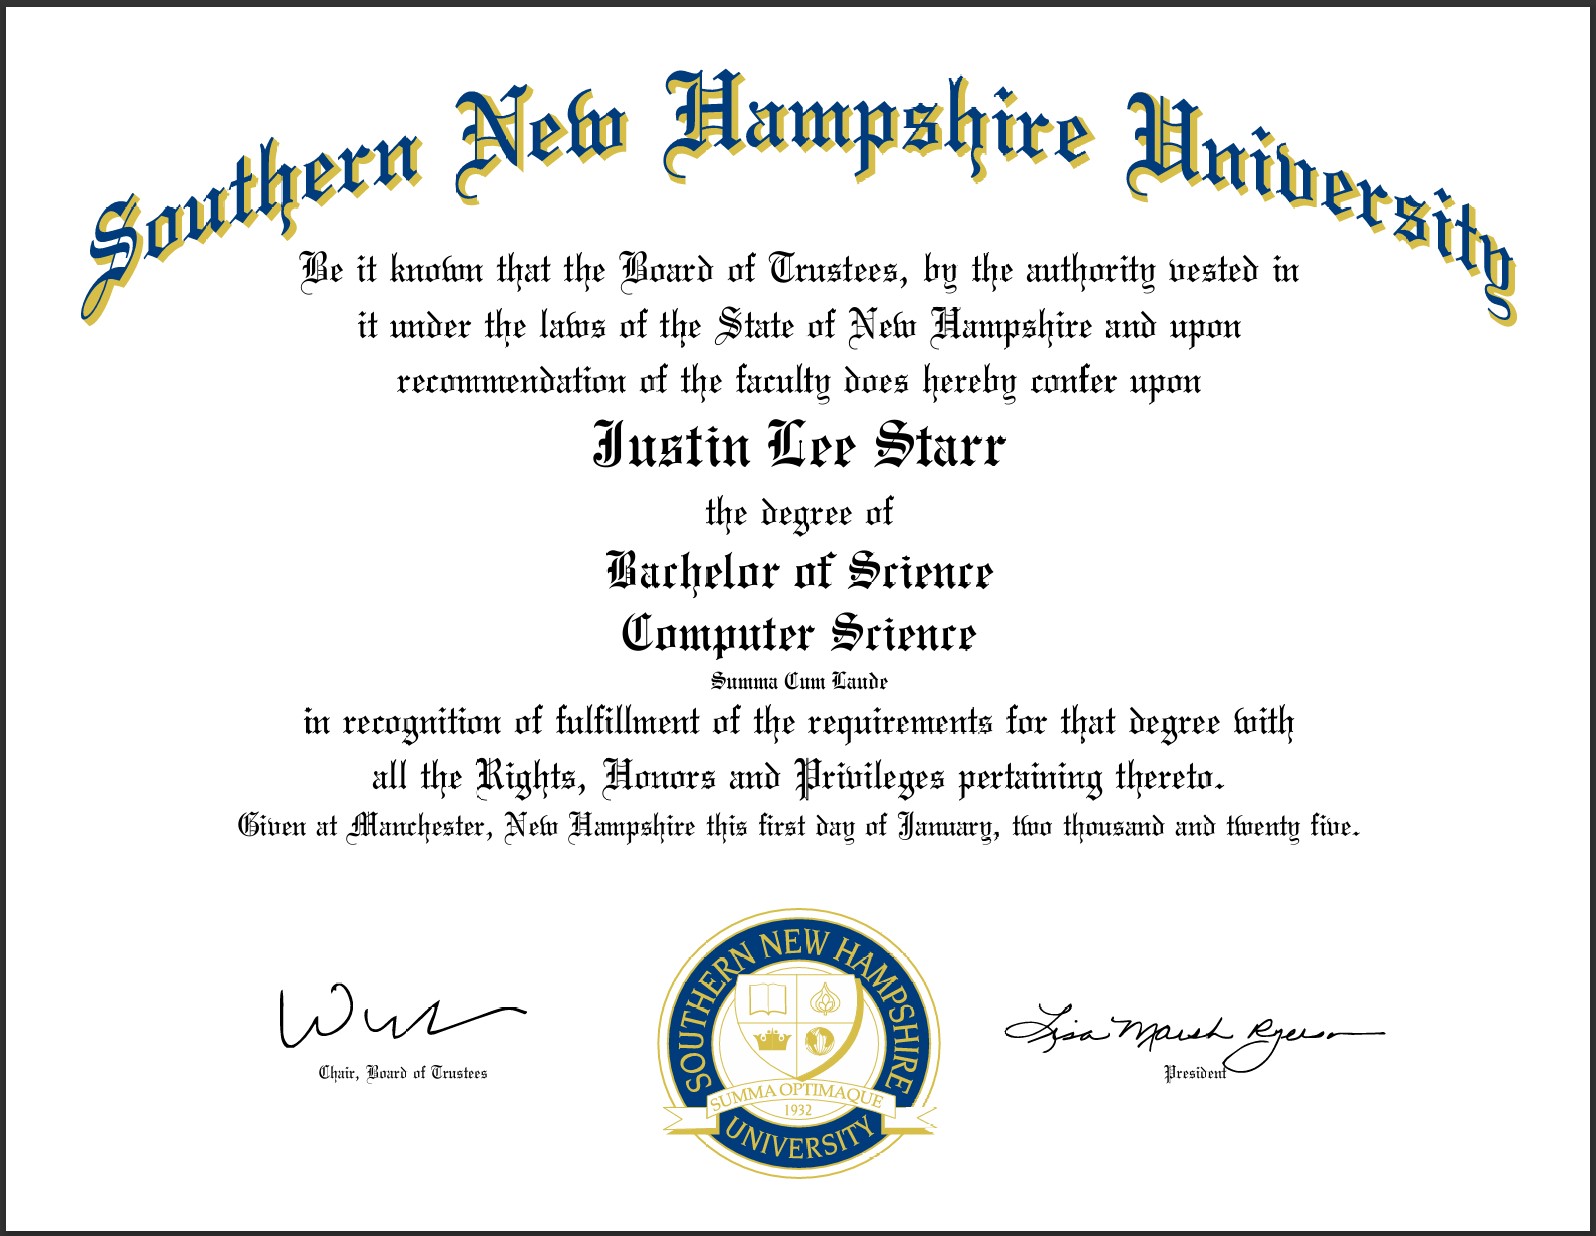 Southern New Hampshire University
Be it known that the Board of Trustees, by the authority vested in
it under the laws of the State of New Hampshire and upon
recommendation of the faculty does hereby confer upon
Justin Lee Starr
the degree of
Bachelor of Science
Computer Science
Summa Cum Laude
in recognition of fulfillment of the requirements for that degree with
all the Rights, Honors and Privileges pertaining thereto.
Given at Manchester, New Hampshire this first day of January, two thousand and twenty five.
Chair, Board of Trustees
SOUTHERN NEW HAMPSHIRE
SUMMA OPTIMAQUE
1932
UNIVERSITY
Lisa Marsh Ryerson
President